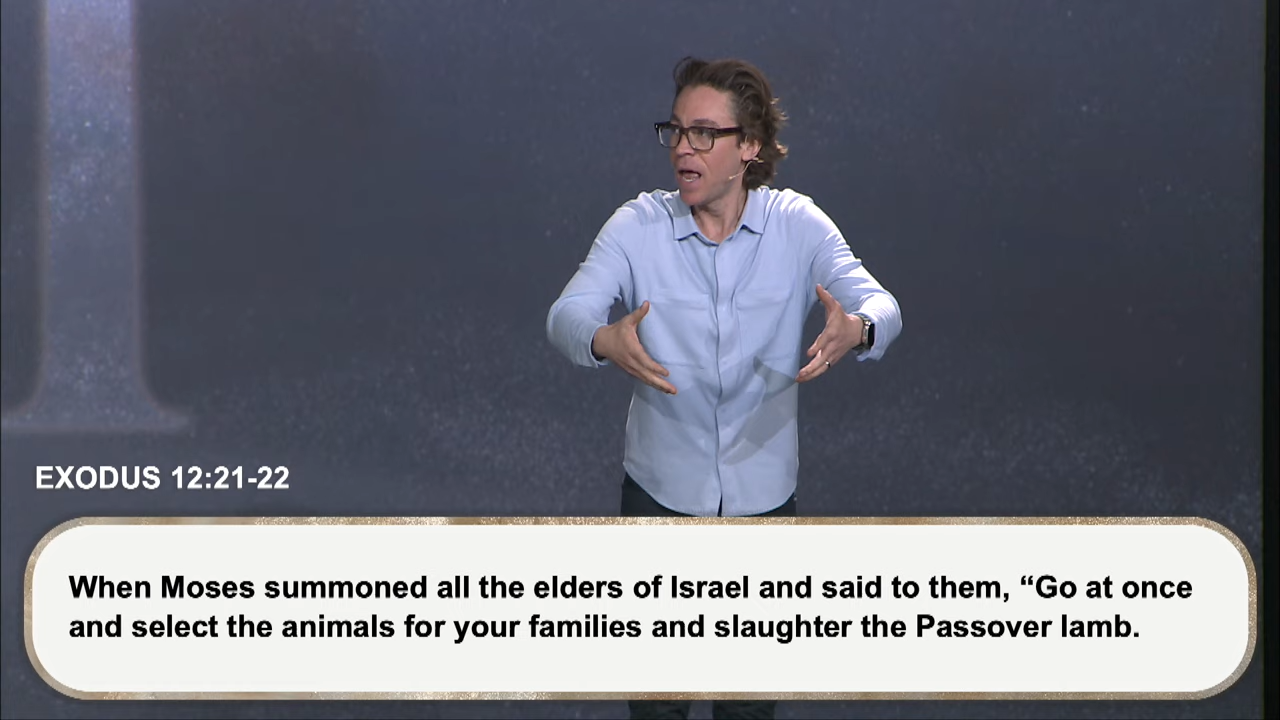 EXODUS 12:21-22
When Moses summoned all the elders of Israel and said to them, “Go at once
and select the animals for your families and slaughter the Passover lamb.